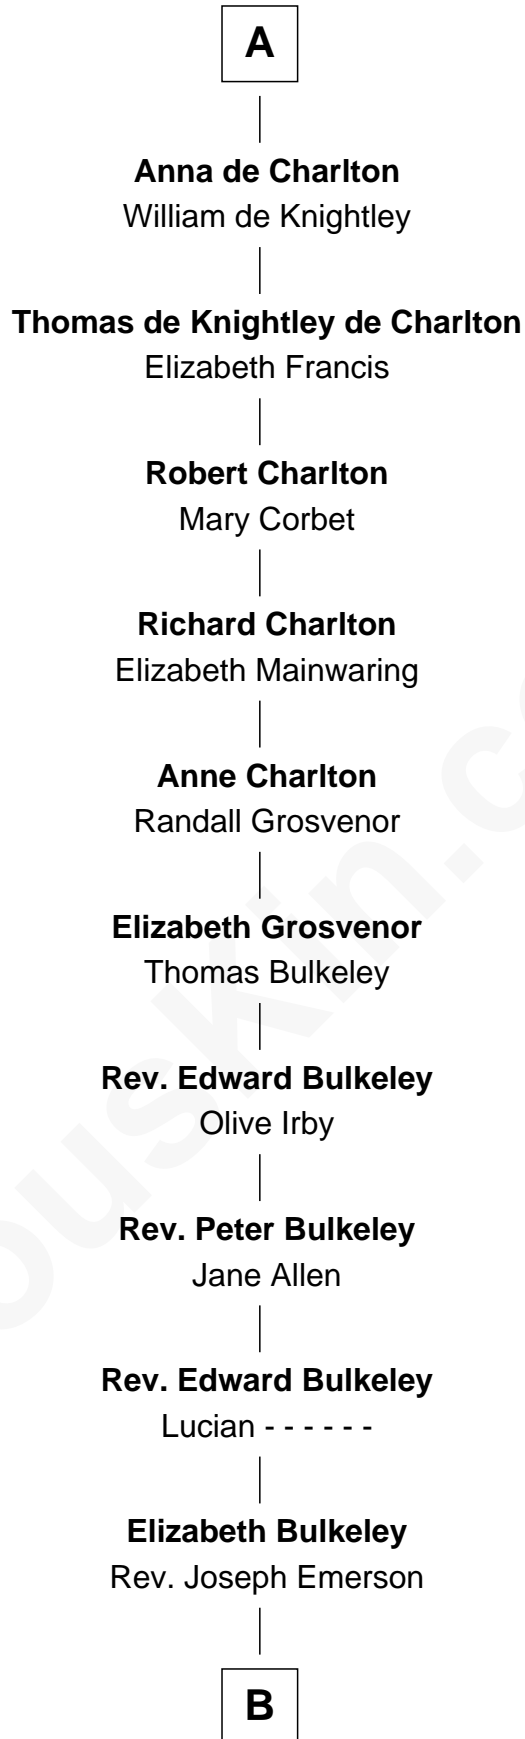 A
Anna de Charlton
William de Knightley
Thomas de Knightley de Charlton
Elizabeth Francis
Robert Charlton
Mary Corbet
Richard Charlton
Elizabeth Mainwaring
Anne Charlton
Randall Grosvenor
Elizabeth Grosvenor
Thomas Bulkeley
Rev. Edward Bulkeley
Olive Irby
Rev. Peter Bulkeley
Jane Allen
Rev. Edward Bulkeley
Lucian - - - - - -
Elizabeth Bulkeley
Rev. Joseph Emerson
B